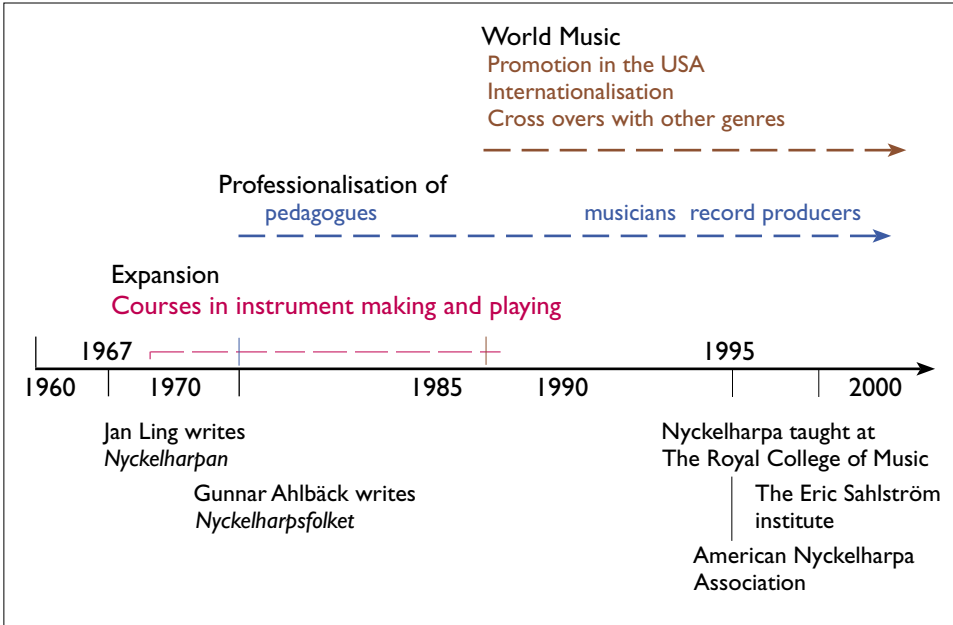 World Music
Promotion in the USA
Internationalisation
Cross overs with other genres
Professionalisation of
pedagogues musicians record producers
Expansion
Courses in instrument making and playing
1967 1995
1960 1970 1985 1990 2000
Jan Ling writes
Nyckelharpan
Gunnar Ahlbäck writes
Nyckelharpsfolket
Nyckelharpa taught at
The Royal College of Music
The Eric Sahlström
institute
American Nyckelharpa
Association